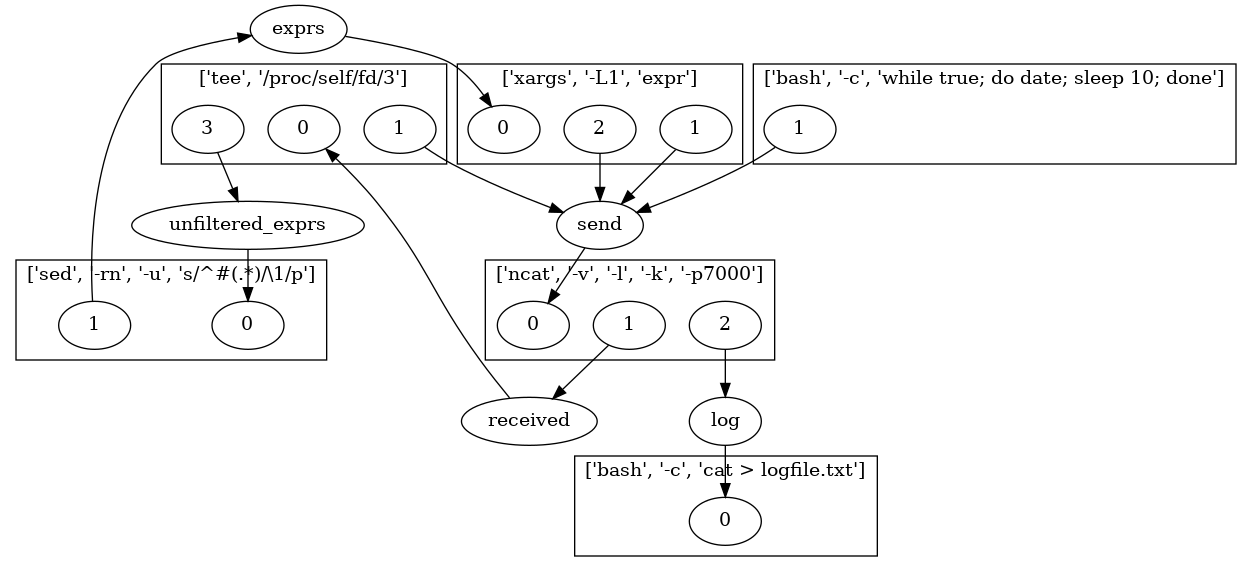 exprs
['tee', '/proc/self/fd/3']
['xargs', '-L1', 'expr']
['bash', '-c', 'while true; do date; sleep 10; done']
3
0
1
0
2
1
1
unfiltered_exprs
send
['sed', '-rn', '-u', 's/^#(.*)/\1/p']
['ncat', '-v', '-l', '-k', '-p7000']
1
0
0
1
2
received
log
['bash', '-c', 'cat > logfile.txt']
0